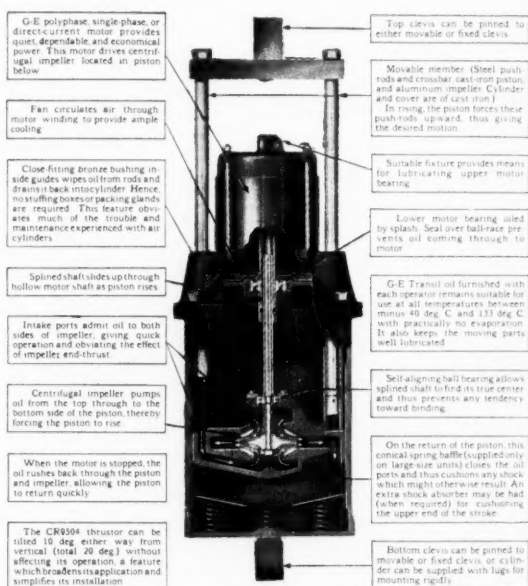 G-E polyphase, single-phase, or
direct-current motor provides
quiet, dependable, and economical
power. This motor drives centrif-
ugal impeller located in piston
below
Fan circulates air through
motor winding to provide ample
cooling
Close-fitting bronze bushing in-
side guides wipes oil from rods and
drains it back into cylinder. Hence,
no stuffing boxes or packing glands
are required. This feature obvi-
ates much of the trouble and
maintenance experienced with air
cylinders
Splined shaft slides up through
hollow motor shaft as piston rises
Intake ports admit oil to both
sides of impeller, giving quick
operation and obviating the effect
of impeller end-thrust
Centrifugal impeller pumps
oil from the top through to the
bottom side of the piston, thereby
forcing the piston to rise
When the motor is stopped, the
oil rushes back through the piston
and impeller, allowing the piston
to return quickly
The CR9504 thrustor can be
tilted 10 deg either way from
vertical (total 20 deg) without
affecting its operation, a feature
which broadens its application and
simplifies its installation
Top clevis can be pinned to
either movable or fixed clevis
Movable member (Steel push-
rods and crossbar, cast-iron piston,
and aluminum impeller. Cylinder
and cover are of cast iron)
In rising, the piston forces these
push-rods upward, thus giving
the desired motion
Suitable fixture provides means
for lubricating upper motor
bearing
Lower motor bearing oiled
by splash. Seal over ball-race pre-
vents oil coming through to
motor
G-E Transil oil furnished with
each operator remains suitable for
use at all temperatures between
minus 40 deg C and 133 deg C
with practically no evaporation
It also keeps the moving parts
well lubricated
Self-aligning ball bearing allows
splined shaft to find its true center
and thus prevents any tendency
toward binding
On the return of the piston, this
conical spring baffle (supplied only
on large-size units) closes the oil
ports and thus cushions any shock
which might otherwise result. An
extra shock absorber may be had
(when required) for cushioning
the upper end of the stroke
Bottom clevis can be pinned to
movable or fixed clevis or cylin-
der can be supplied with lugs for
mounting rigidly